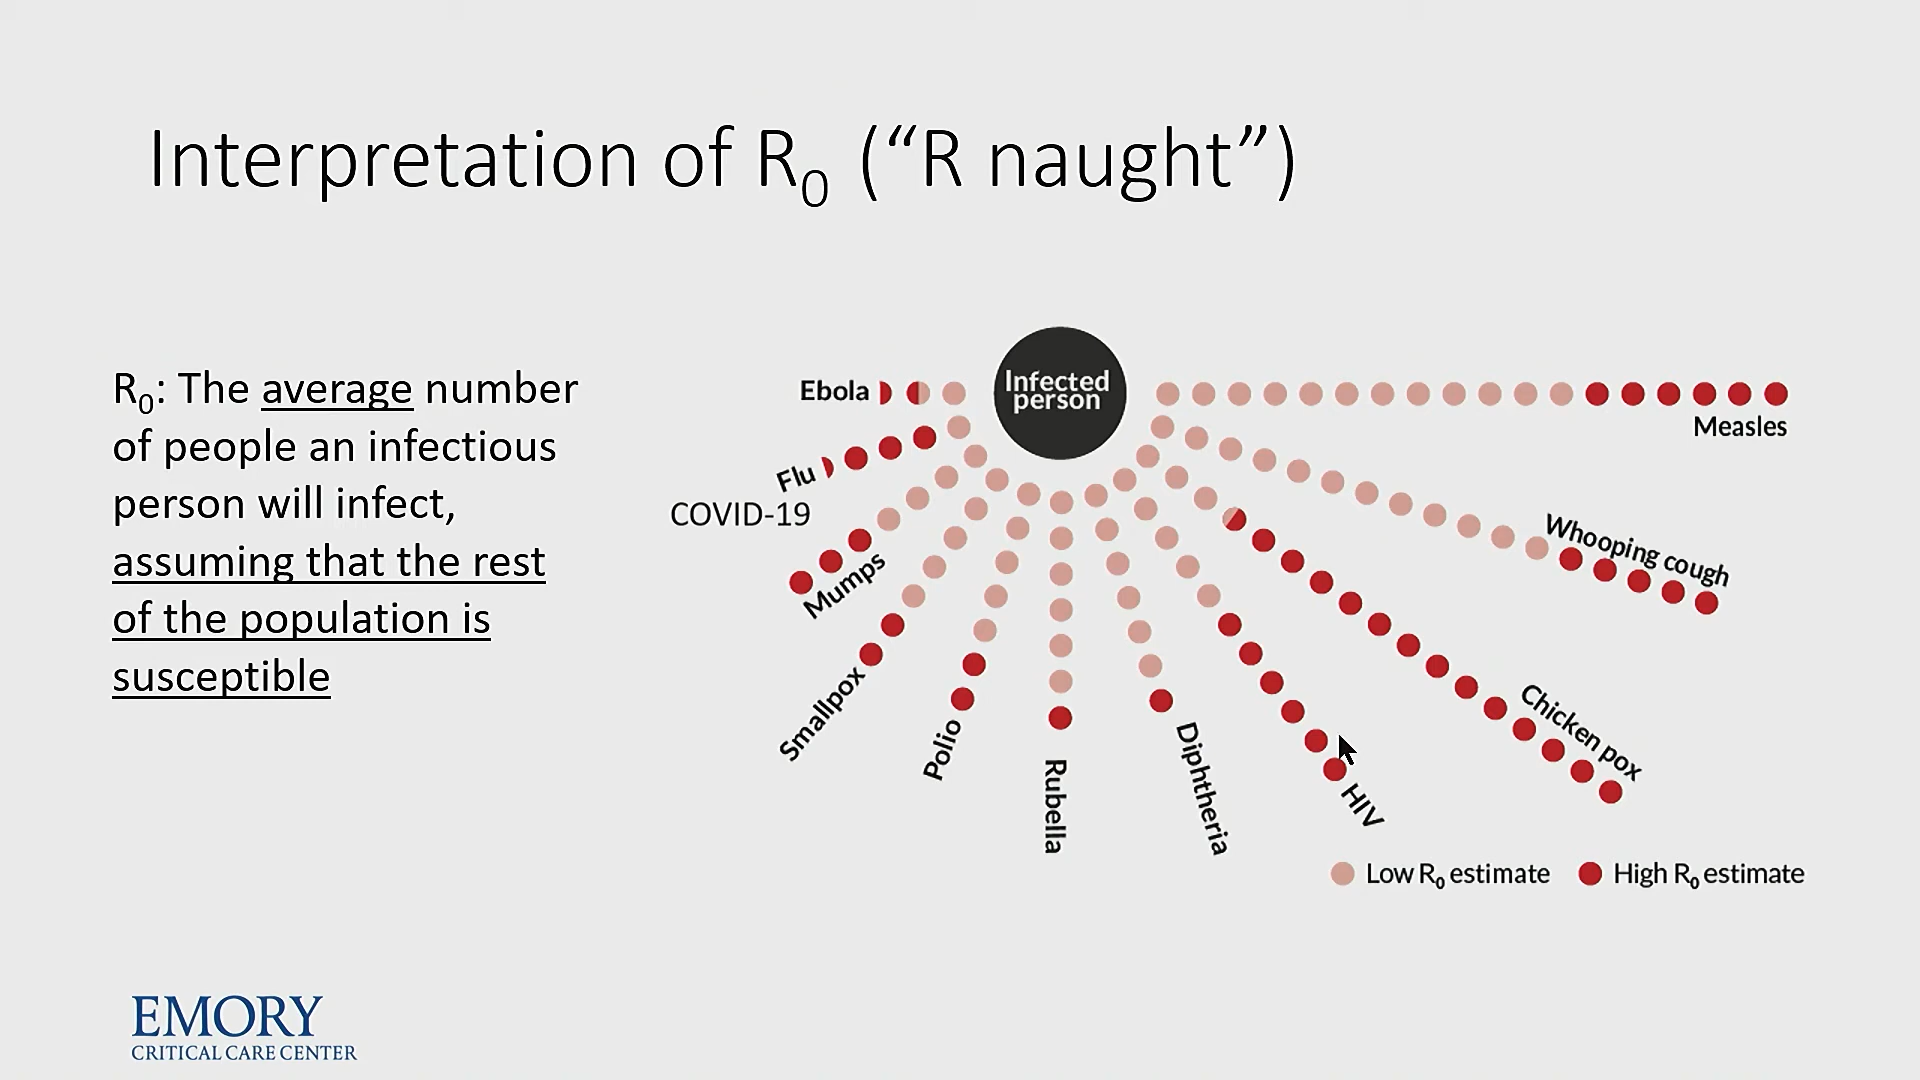 Interpretation of R₀ (“R naught”)
R₀: The average number
of people an infectious
person will infect,
assuming that the rest
of the population is
susceptible
Infected
person
Ebola
Flu
COVID-19
Mumps
Smallpox
Polio
Rubella
Diphtheria
HIV
Chicken pox
Whooping cough
Measles
Low R₀ estimate
High R₀ estimate
EMORY
CRITICAL CARE CENTER